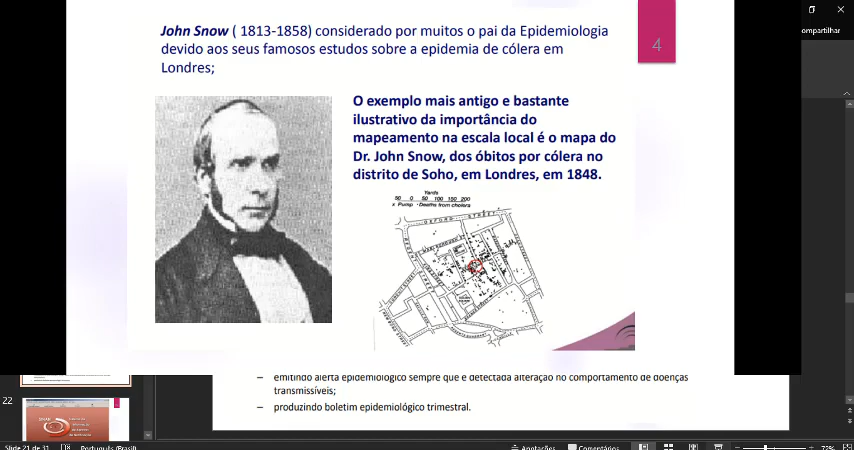 John Snow ( 1813-1858) considerado por muitos o pai da Epidemiologia
devido aos seus famosos estudos sobre a epidemia de cólera em
Londres;
4
ompartilhar
O exemplo mais antigo e bastante
ilustrativo da importância do
mapeamento na escala local é o mapa do
Dr. John Snow, dos óbitos por cólera no
distrito de Soho, em Londres, em 1848.
Yards
50 0 50 100 150 200
x Pump • Deaths from cholera
OXFORD STREET
– emitindo alerta epidemiológico sempre que é detectada alteração no comportamento de doenças
transmissíveis;
– produzindo boletim epidemiológico trimestral.
22
Slide 21 de 31
Português (Brasil)
Anotações
Comentários
72%